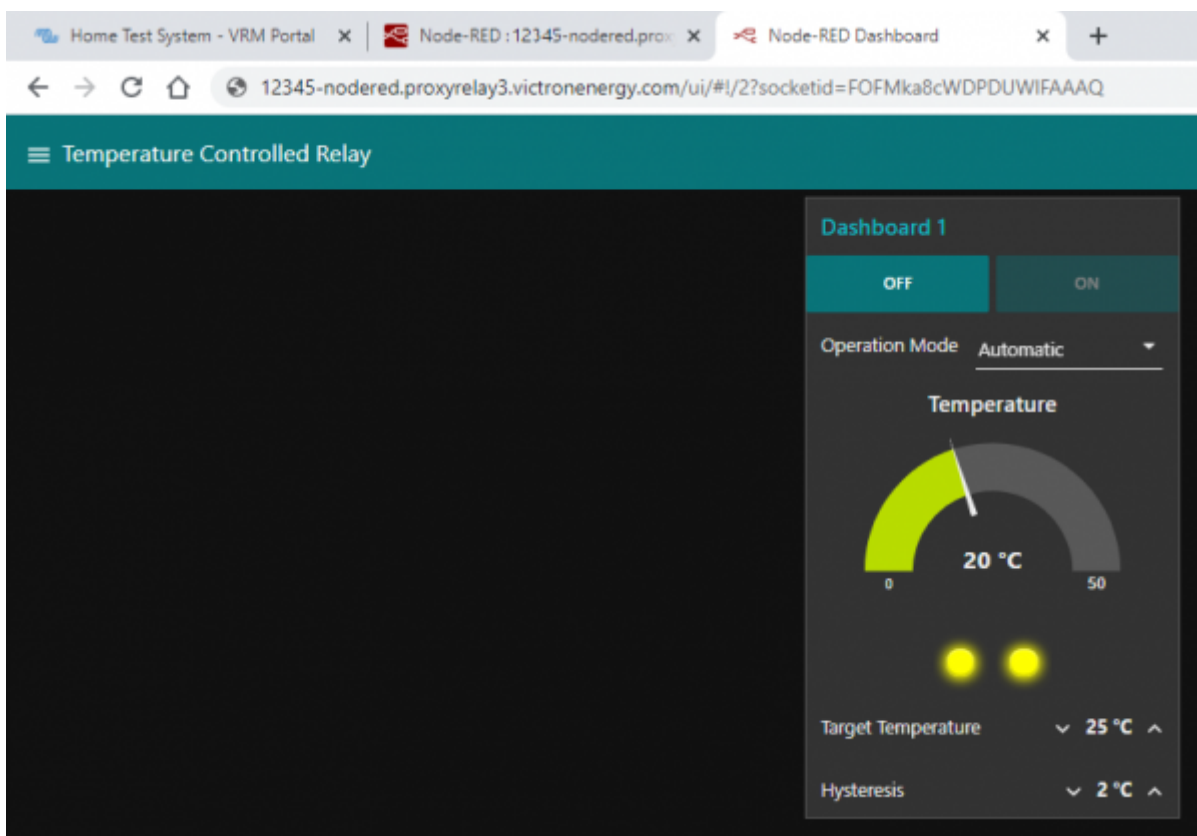 Home Test System - VRM Portal
Node-RED : 12345-nodered.prox
Node-RED Dashboard
12345-nodered.proxyrelay3.victronenergy.com/ui/#!/2?socketid=FOFMka8cWDPDUWIFAAAQ
Temperature Controlled Relay
Dashboard 1
OFF ON
Operation Mode Automatic
Temperature
20 °C
0 50
Target Temperature 25 °C
Hysteresis 2 °C